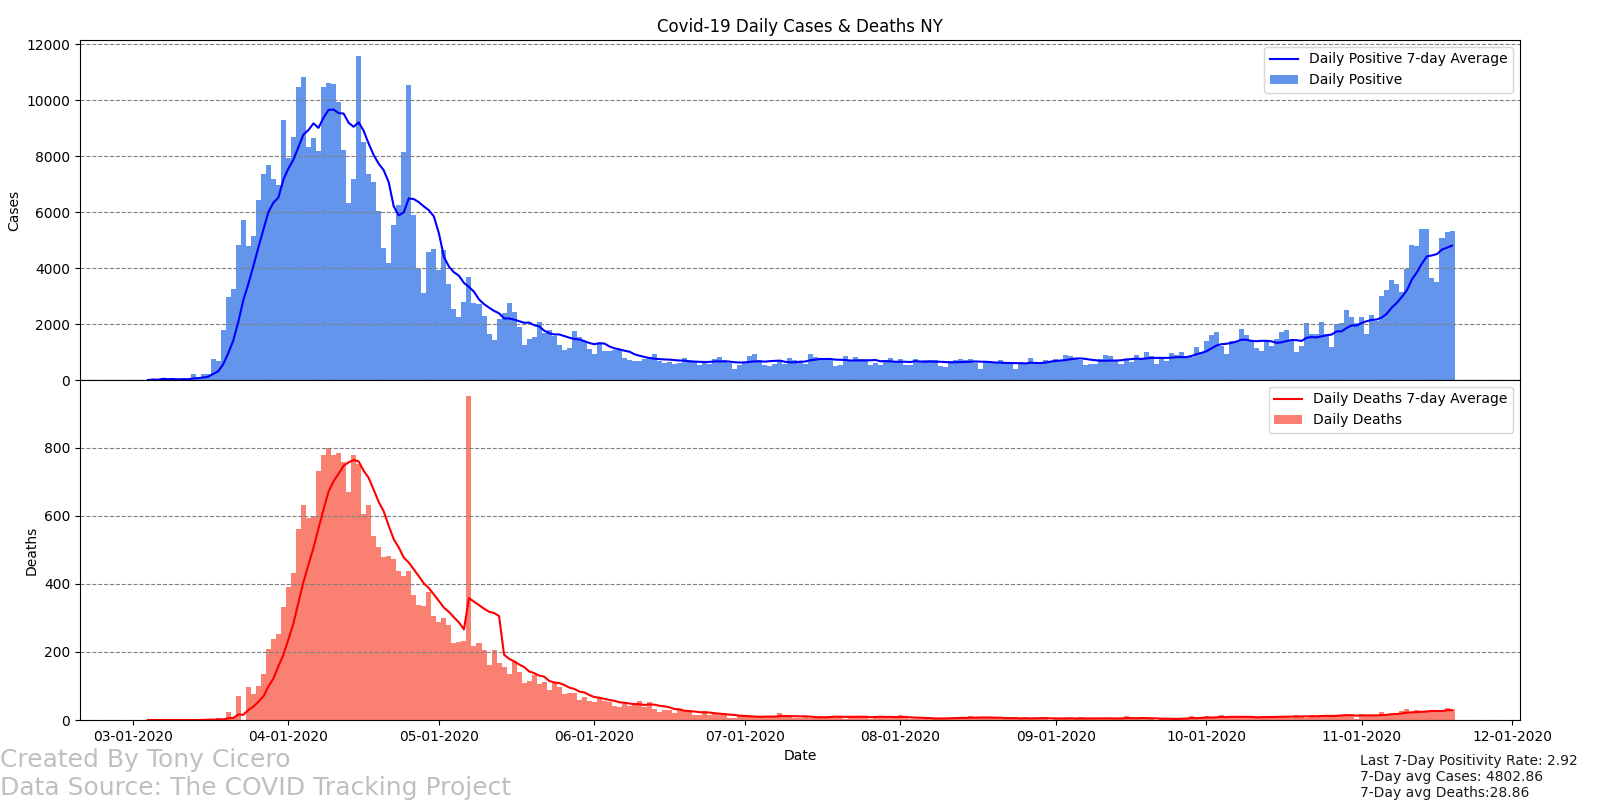 Covid-19 Daily Cases & Deaths NY
12000
10000
8000
6000
4000
2000
0
Cases
Daily Positive 7-day Average
Daily Positive
800
600
400
200
0
Deaths
Daily Deaths 7-day Average
Daily Deaths
03-01-2020 04-01-2020 05-01-2020 06-01-2020 07-01-2020 08-01-2020 09-01-2020 10-01-2020 11-01-2020 12-01-2020
Date
Created By Tony Cicero
Data Source: The COVID Tracking Project
Last 7-Day Positivity Rate: 2.92
7-Day avg Cases: 4802.86
7-Day avg Deaths:28.86